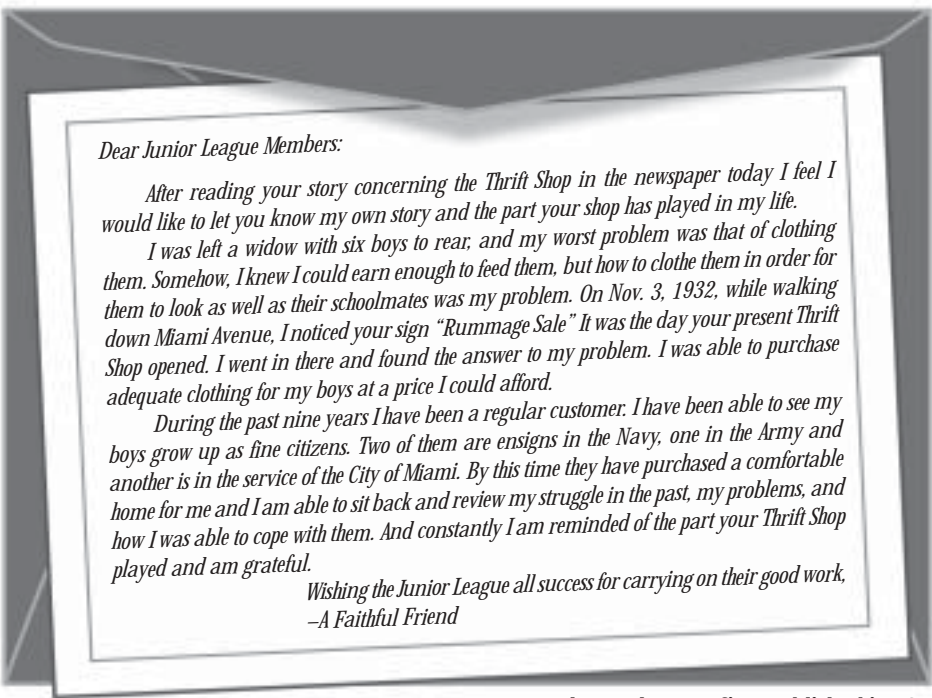 Dear Junior League Members:
After reading your story concerning the Thrift Shop in the newspaper today I feel I
would like to let you know my own story and the part your shop has played in my life.
I was left a widow with six boys to rear, and my worst problem was that of clothing
them. Somehow, I knew I could earn enough to feed them, but how to clothe them in order for
them to look as well as their schoolmates was my problem. On Nov. 3, 1932, while walking
down Miami Avenue, I noticed your sign “Rummage Sale” It was the day your present Thrift
Shop opened. I went in there and found the answer to my problem. I was able to purchase
adequate clothing for my boys at a price I could afford.
During the past nine years I have been a regular customer. I have been able to see my
boys grow up as fine citizens. Two of them are ensigns in the Navy, one in the Army and
another is in the service of the City of Miami. By this time they have purchased a comfortable
home for me and I am able to sit back and review my struggle in the past, my problems, and
how I was able to cope with them. And constantly I am reminded of the part your Thrift Shop
played and am grateful.
Wishing the Junior League all success for carrying on their good work,
–A Faithful Friend